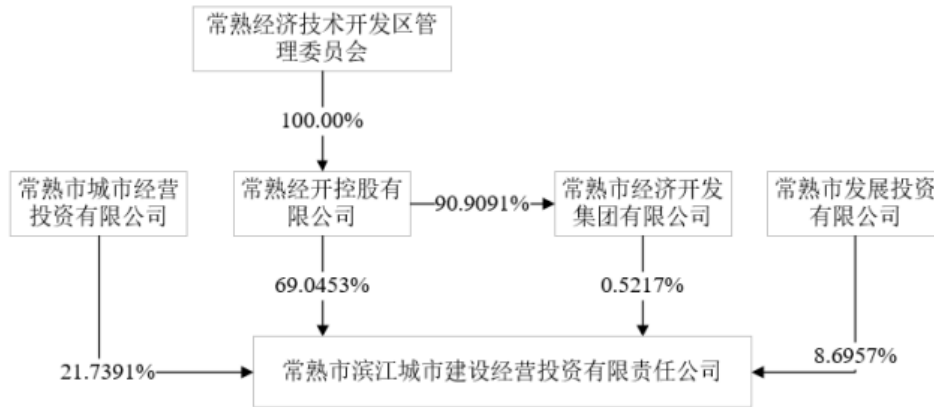 常熟经济技术开发区管
理委员会
100.00%
常熟市城市经营
投资有限公司
常熟经开控股有
限公司
90.9091%
常熟市经济开发
集团有限公司
常熟市发展投资
有限公司
69.0453%
0.5217%
21.7391%
常熟市滨江城市建设经营投资有限责任公司
8.6957%